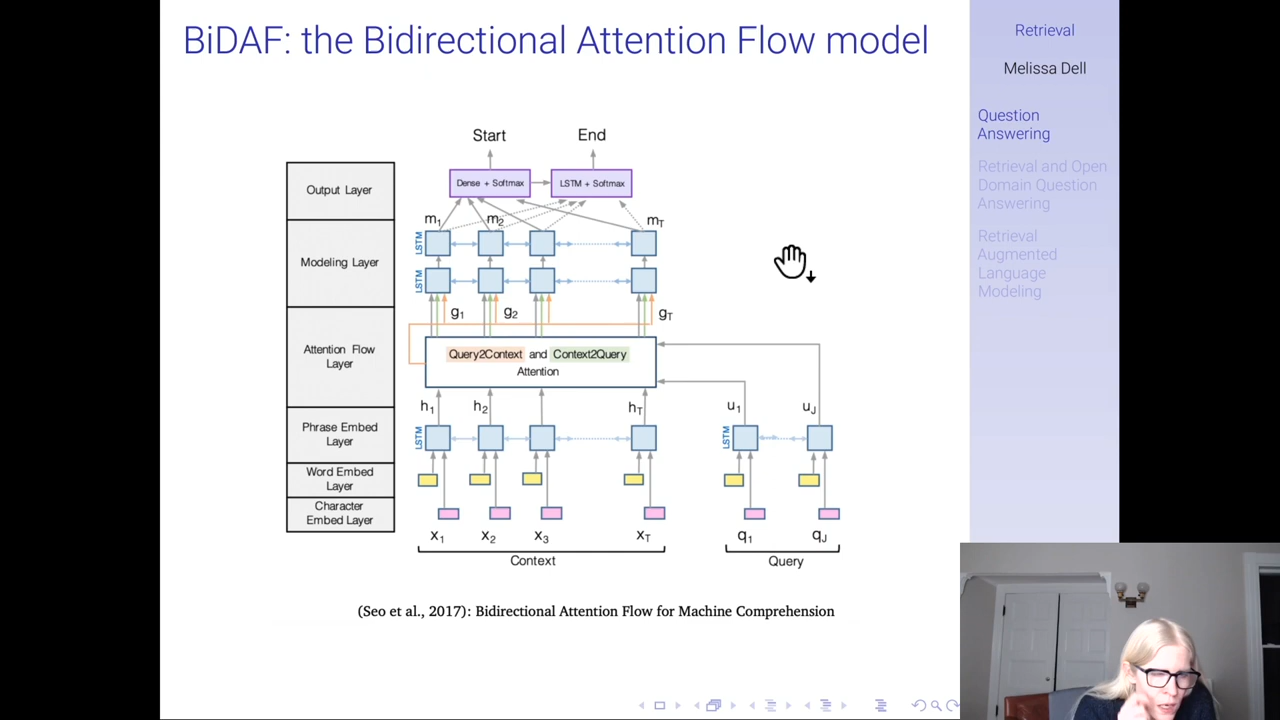 BiDAF: the Bidirectional Attention Flow model
Retrieval
Melissa Dell
Question
Answering
Retrieval and Open
Domain Question
Answering
Retrieval
Augmented
Language
Modeling
Start
End
Output Layer
Dense + Softmax
LSTM + Softmax
m1
m2
mT
LSTM
Modeling Layer
LSTM
g1
g2
gT
Attention Flow
Layer
Query2Context and Context2Query
Attention
h1
h2
hT
u1
uJ
Phrase Embed
Layer
LSTM
LSTM
Word Embed
Layer
Character
Embed Layer
x1
x2
x3
xT
q1
qJ
Context
Query
(Seo et al., 2017): Bidirectional Attention Flow for Machine Comprehension